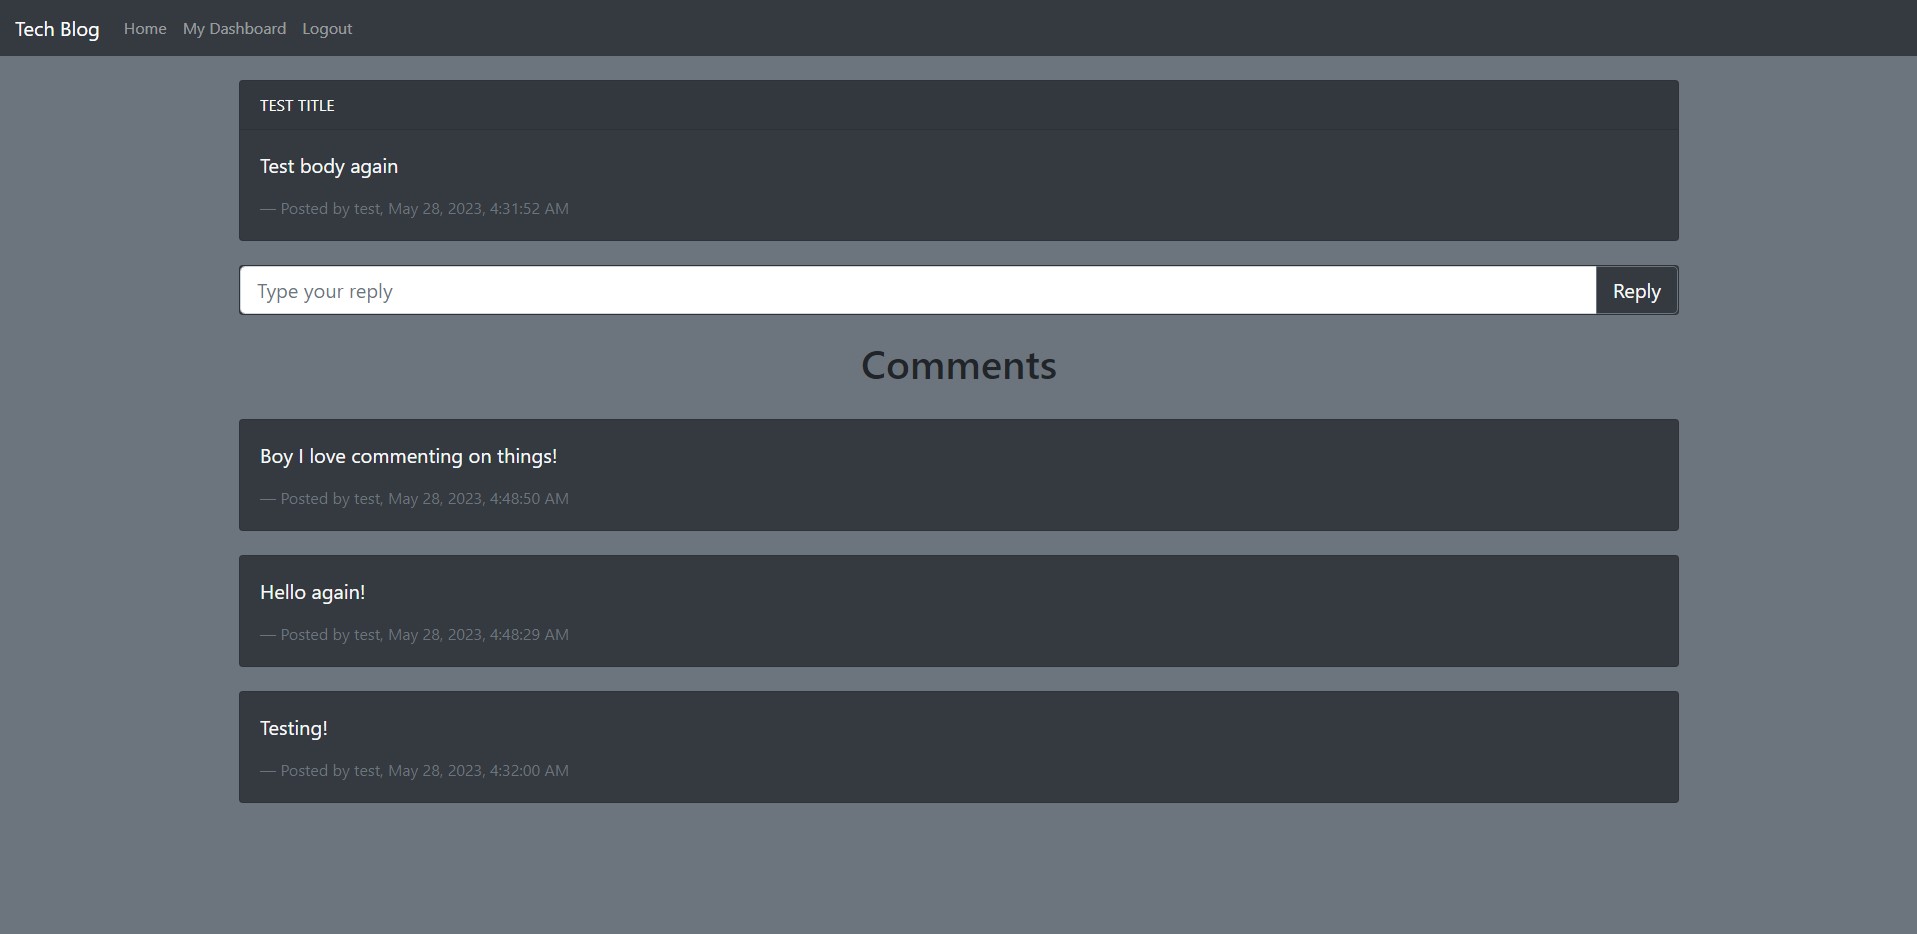 Tech Blog Home My Dashboard Logout
TEST TITLE
Test body again
— Posted by test, May 28, 2023, 4:31:52 AM
Type your reply Reply
Comments
Boy I love commenting on things!
— Posted by test, May 28, 2023, 4:48:50 AM
Hello again!
— Posted by test, May 28, 2023, 4:48:29 AM
Testing!
— Posted by test, May 28, 2023, 4:32:00 AM